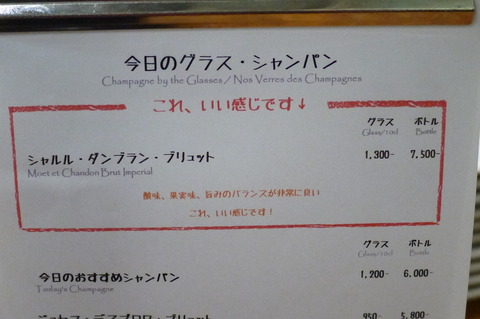 今日のグラス・シャンパン
Champagne by the Glasses / Nos Verres des Champagnes
これ、いい感じです↓
グラス ボトル
Glass/10cl Bottle
シャルル・ダンブラン・ブリュット 1,300- 7,500-
Moet et Chandon Brut Imperial
酸味、果実味、旨みのバランスが非常に良い
これ、いい感じです!
グラス ボトル
Glass/10cl Bottle
今日のおすすめシャンパン 1,200- 6,000-
Today's Champagne
950- 5,800-